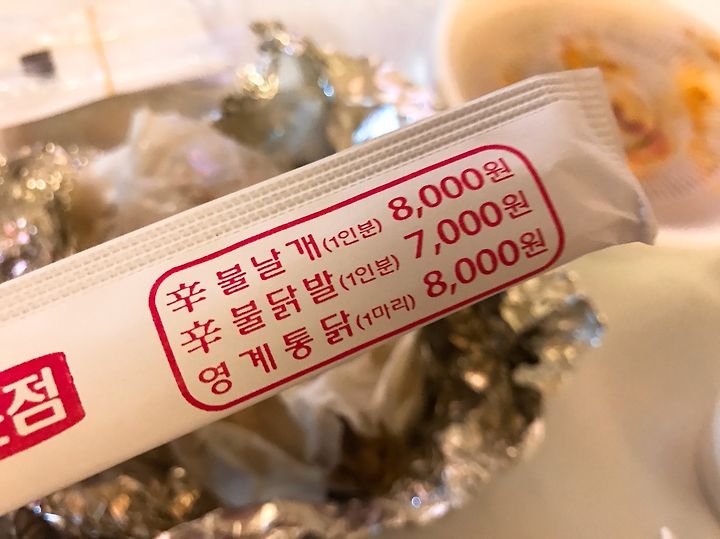 辛불날개(1인분) 8,000원
辛불닭발(1인분) 7,000원
영계통닭(1마리) 8,000원
점